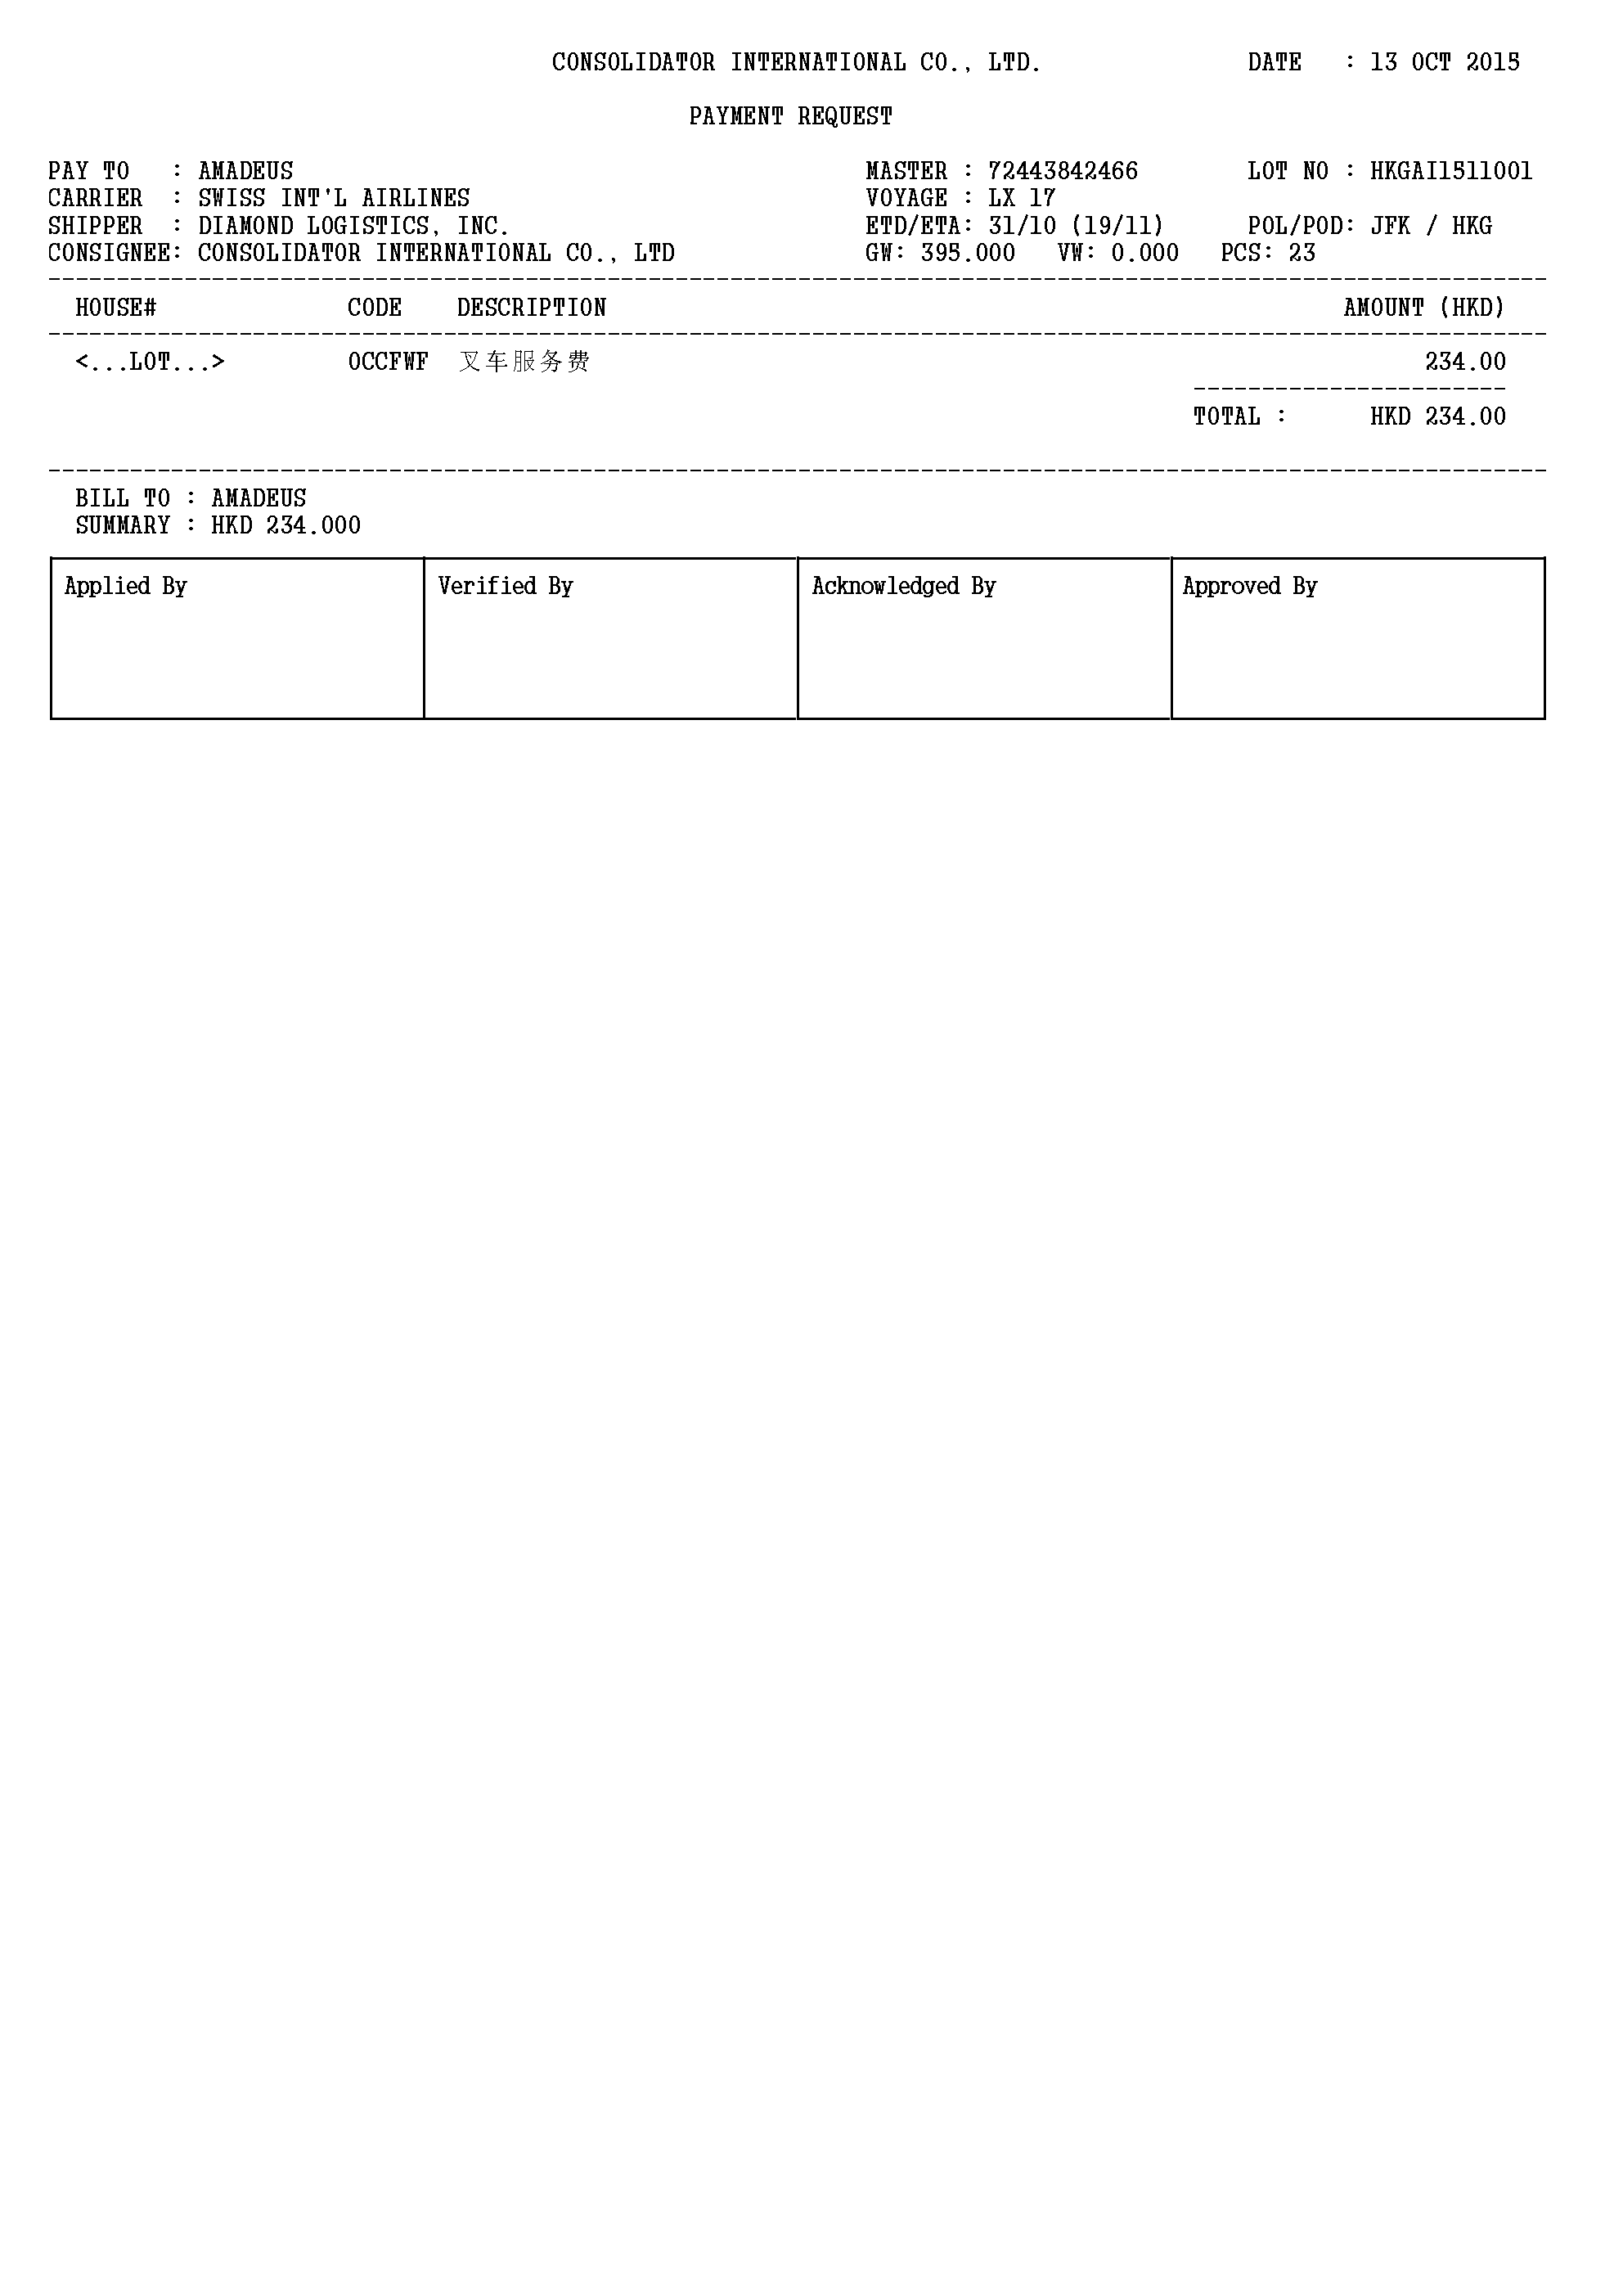 CONSOLIDATOR INTERNATIONAL CO., LTD. DATE : 13 OCT 2015
PAYMENT REQUEST
PAY TO : AMADEUS MASTER : 72443842466 LOT NO : HKGAI1511001
CARRIER : SWISS INT'L AIRLINES VOYAGE : LX 17
SHIPPER : DIAMOND LOGISTICS, INC. ETD/ETA: 31/10 (19/11) POL/POD: JFK / HKG
CONSIGNEE: CONSOLIDATOR INTERNATIONAL CO., LTD GW: 395.000 VW: 0.000 PCS: 23
HOUSE# CODE DESCRIPTION AMOUNT (HKD)
<...LOT...> OCCFWF 叉车服务费 234.00
TOTAL : HKD 234.00
BILL TO : AMADEUS
SUMMARY : HKD 234.000
Applied By Verified By Acknowledged By Approved By